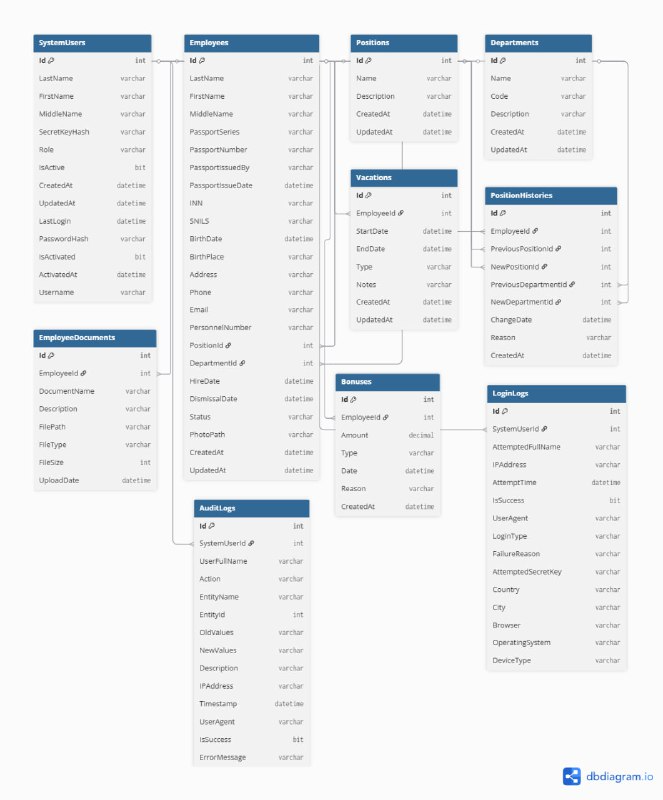 SystemUsers
Id int
LastName varchar
FirstName varchar
MiddleName varchar
SecretKeyHash varchar
Role varchar
IsActive bit
CreatedAt datetime
UpdatedAt datetime
LastLogin datetime
PasswordHash varchar
IsActivated bit
ActivatedAt datetime
Username varchar
Employees
Id int
LastName varchar
FirstName varchar
MiddleName varchar
PassportSeries varchar
PassportNumber varchar
PassportIssuedBy varchar
PassportIssueDate datetime
INN varchar
SNILS varchar
BirthDate datetime
BirthPlace varchar
Address varchar
Phone varchar
Email varchar
PersonnelNumber varchar
PositionId int
DepartmentId int
HireDate datetime
DismissalDate datetime
Status varchar
PhotoPath varchar
CreatedAt datetime
UpdatedAt datetime
Positions
Id int
Name varchar
Description varchar
CreatedAt datetime
UpdatedAt datetime
Departments
Id int
Name varchar
Code varchar
Description varchar
CreatedAt datetime
UpdatedAt datetime
Vacations
Id int
EmployeeId int
StartDate datetime
EndDate datetime
Type varchar
Notes varchar
CreatedAt datetime
UpdatedAt datetime
PositionHistories
Id int
EmployeeId int
PreviousPositionId int
NewPositionId int
PreviousDepartmentId int
NewDepartmentId int
ChangeDate datetime
Reason varchar
CreatedAt datetime
EmployeeDocuments
Id int
EmployeeId int
DocumentName varchar
Description varchar
FilePath varchar
FileType varchar
FileSize int
UploadDate datetime
Bonuses
Id int
EmployeeId int
Amount decimal
Type varchar
Date datetime
Reason varchar
CreatedAt datetime
LoginLogs
Id int
SystemUserId int
AttemptedFullName varchar
IPAddress varchar
AttemptTime datetime
IsSuccess bit
UserAgent varchar
LoginType varchar
FailureReason varchar
AttemptedSecretKey varchar
Country varchar
City varchar
Browser varchar
OperatingSystem varchar
DeviceType varchar
AuditLogs
Id int
SystemUserId int
UserFullName varchar
Action varchar
EntityName varchar
EntityId int
OldValues varchar
NewValues varchar
Description varchar
IPAddress varchar
Timestamp datetime
UserAgent varchar
IsSuccess bit
ErrorMessage varchar
dbdiagram.io